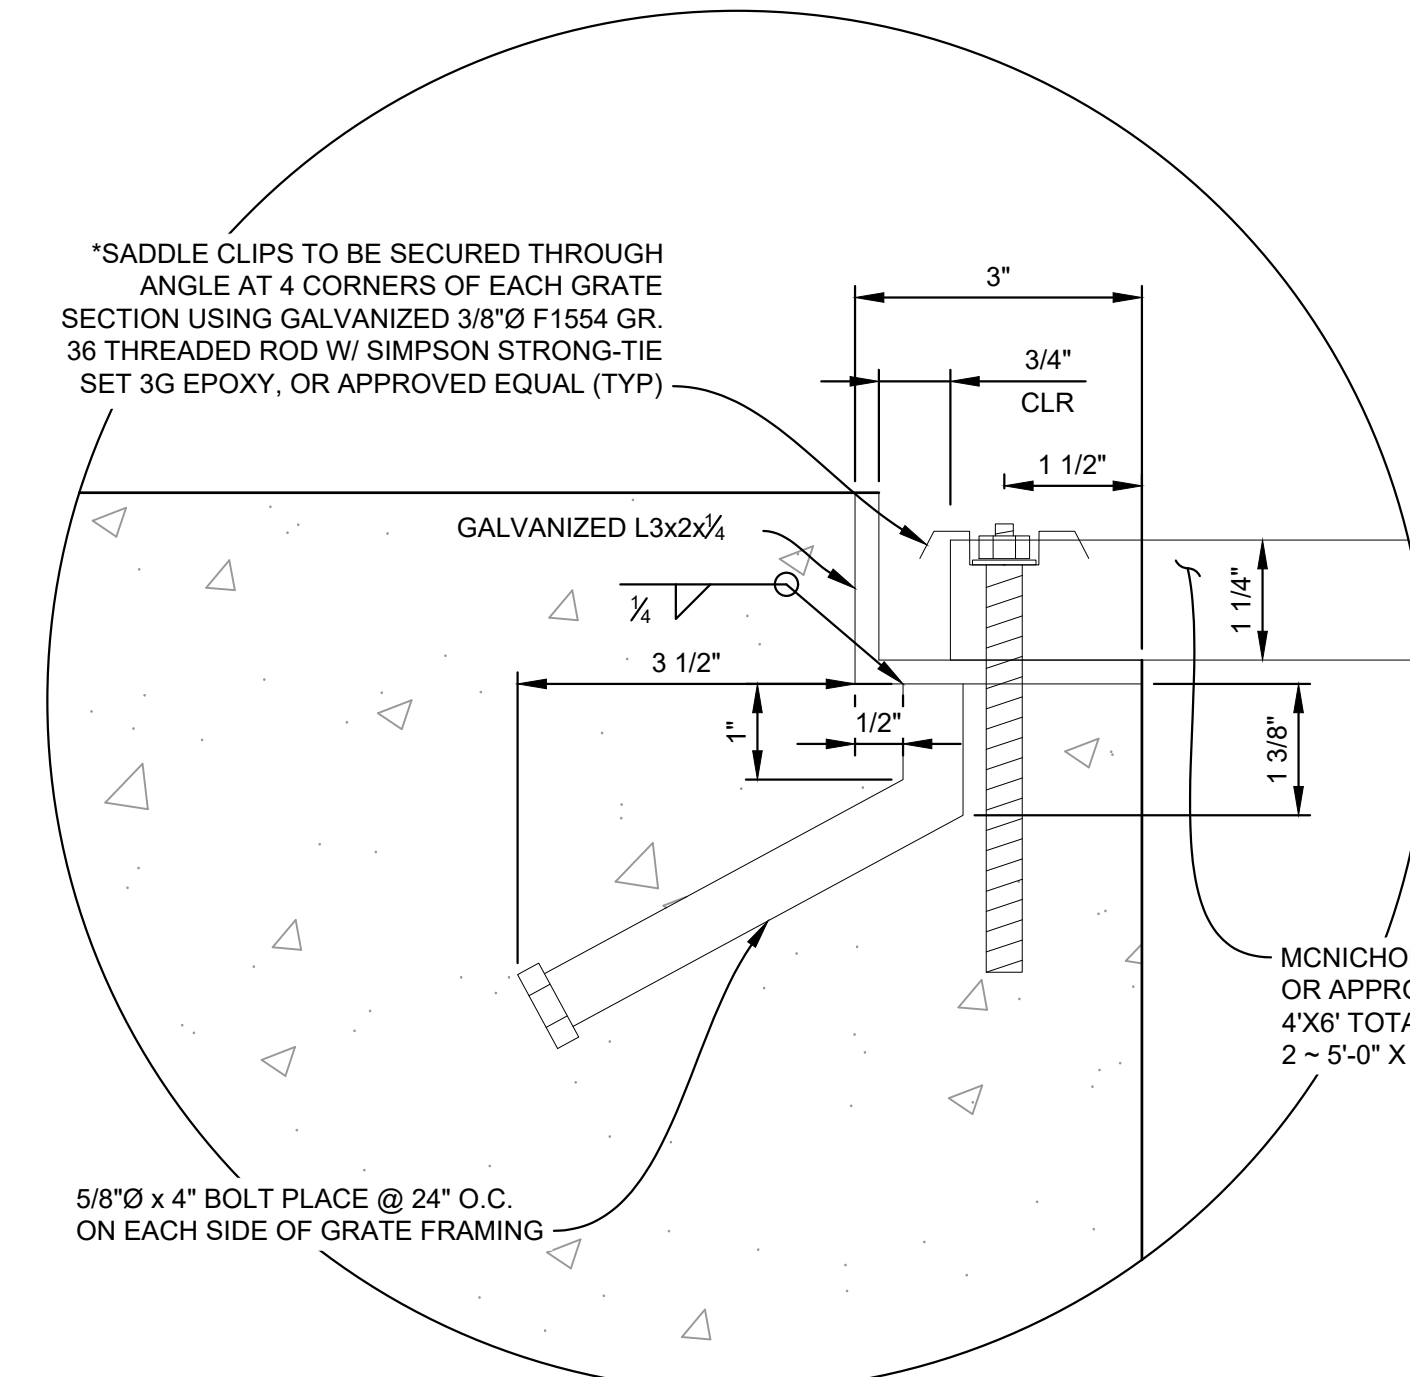 *SADDLE CLIPS TO BE SECURED THROUGH
ANGLE AT 4 CORNERS OF EACH GRATE
SECTION USING GALVANIZED 3/8"Ø F1554 GR.
36 THREADED ROD W/ SIMPSON STRONG-TIE
SET 3G EPOXY, OR APPROVED EQUAL (TYP)
3"
3/4"
CLR
1 1/2"
GALVANIZED L3x2x1/4
1/4
3 1/2"
1"
1/2"
1 1/4"
1 3/8"
MCNICHO
OR APPRO
4'X6' TOTA
2 ~ 5'-0" X
5/8"Ø x 4" BOLT PLACE @ 24" O.C.
ON EACH SIDE OF GRATE FRAMING